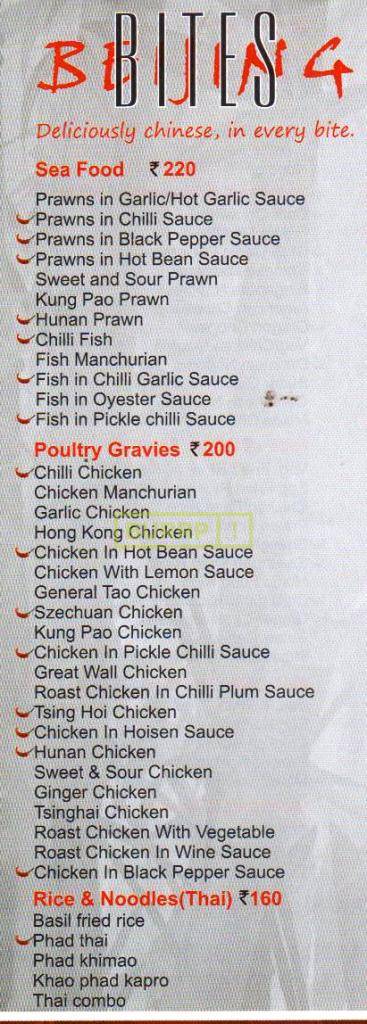 BEIJING
BITES
Deliciously chinese, in every bite.
Sea Food ₹220
Prawns in Garlic/Hot Garlic Sauce
Prawns in Chilli Sauce
Prawns in Black Pepper Sauce
Prawns in Hot Bean Sauce
Sweet and Sour Prawn
Kung Pao Prawn
Hunan Prawn
Chilli Fish
Fish Manchurian
Fish in Chilli Garlic Sauce
Fish in Oyester Sauce
Fish in Pickle chilli Sauce
Poultry Gravies ₹200
Chilli Chicken
Chicken Manchurian
Garlic Chicken
Hong Kong Chicken
Chicken In Hot Bean Sauce
Chicken With Lemon Sauce
General Tao Chicken
Szechuan Chicken
Kung Pao Chicken
Chicken In Pickle Chilli Sauce
Great Wall Chicken
Roast Chicken In Chilli Plum Sauce
Tsing Hoi Chicken
Chicken In Hoisen Sauce
Hunan Chicken
Sweet & Sour Chicken
Ginger Chicken
Tsinghai Chicken
Roast Chicken With Vegetable
Roast Chicken In Wine Sauce
Chicken In Black Pepper Sauce
Rice & Noodles(Thai) ₹160
Basil fried rice
Phad thai
Phad khimao
Khao phad kapro
Thai combo